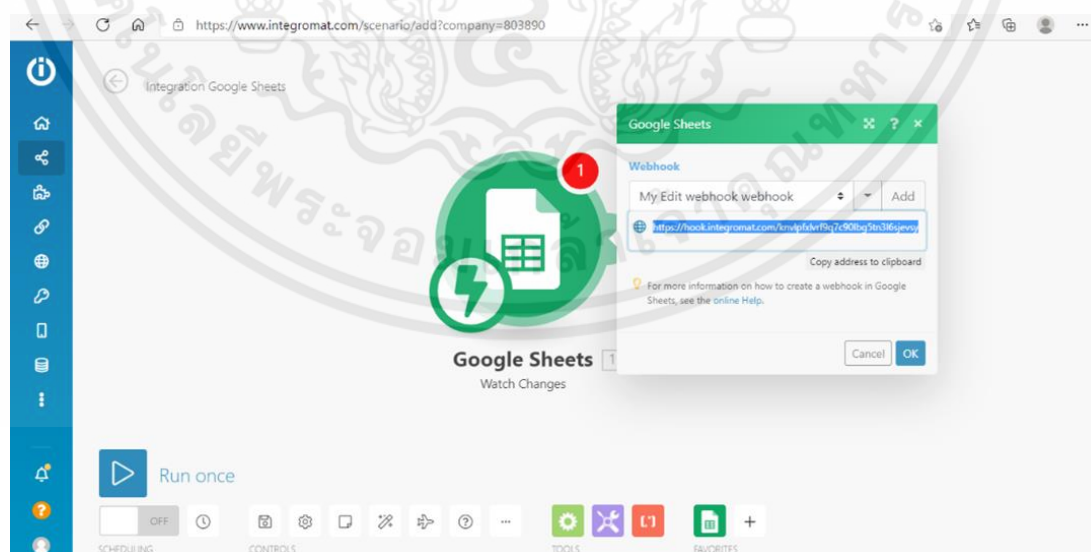 https://www.integromat.com/scenario/add?company=803890
Integration Google Sheets
Google Sheets
Webhook
My Edit webhook webhook
Add
Copy address to clipboard
For more information on how to create a webhook in Google
Sheets, see the online Help.
Cancel
OK
1
Google Sheets 1
Watch Changes
Run once
OFF
SCHEDULING
CONTROLS
TOOLS
FAVORITES